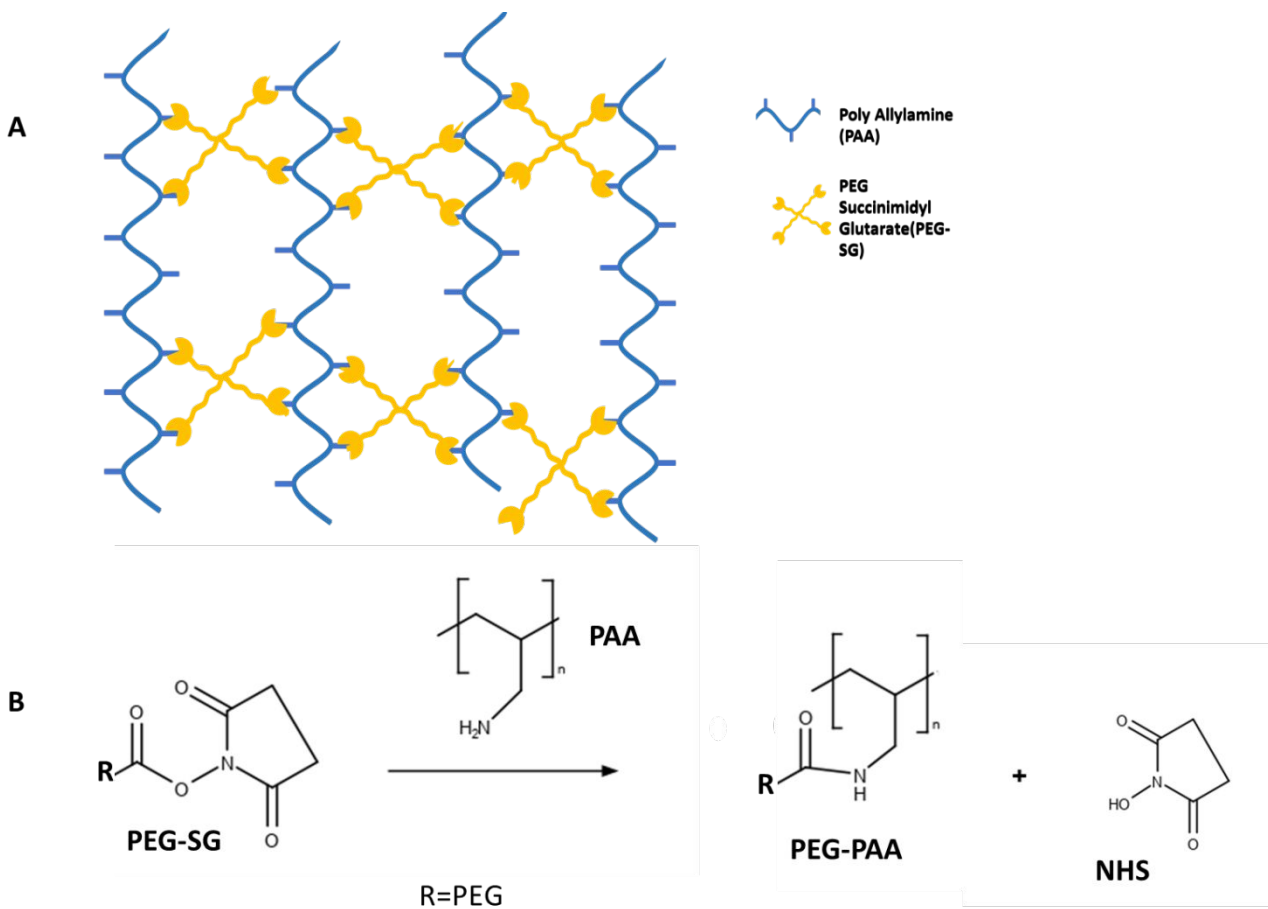 A
Poly Allylamine
(PAA)
PEG
Succinimidyl
Glutarate(PEG-
SG)
B
R
O
O
O
N
O
PEG-SG
n
H₂N
PAA
R=PEG
R
O
N
H
n
PEG-PAA
+
O
N
HO
O
NHS